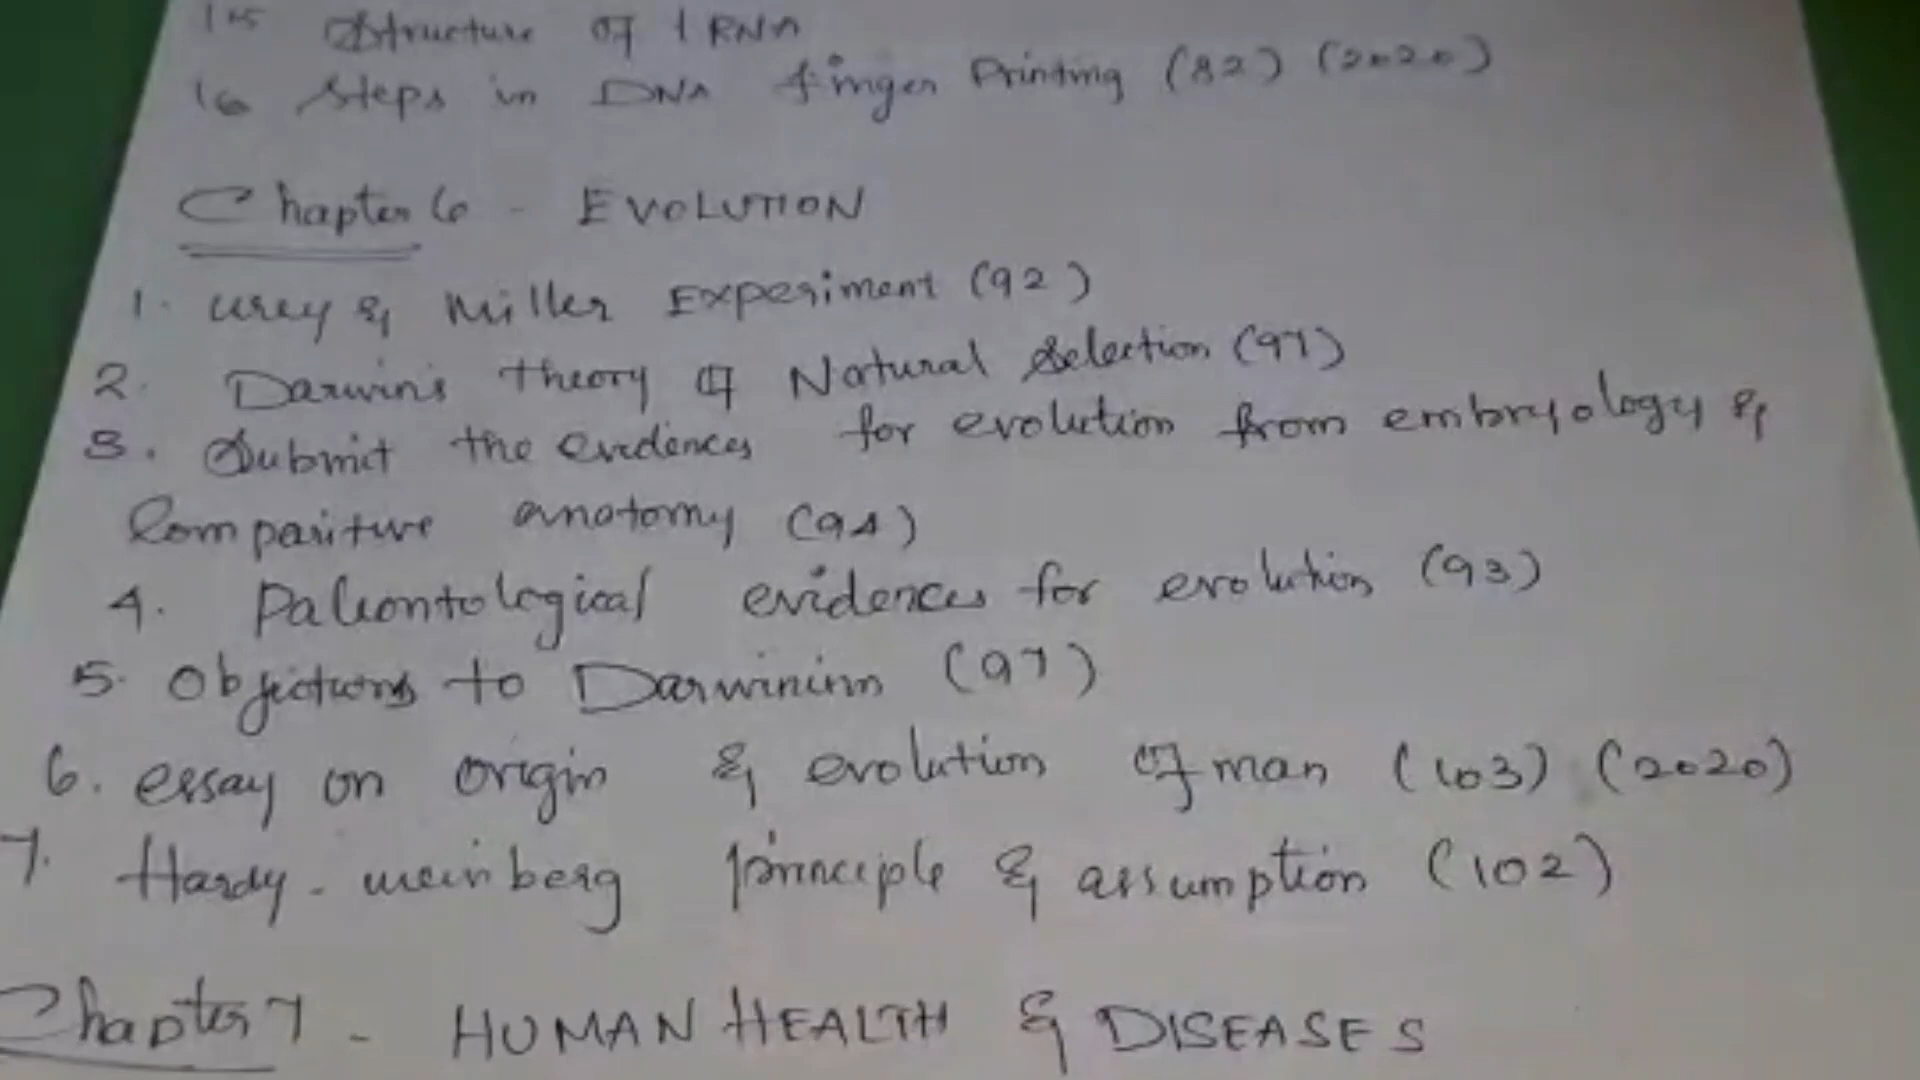 15 Structure of tRNA
16 Steps in DNA finger Printing (82) (2020)
Chapter 6 - EVOLUTION
1. Urey & Miller Experiment (92)
2. Darwin's theory of Natural Selection (97)
3. Submit the evidences for evolution from embryology &
Comparitive anatomy (94)
4. Paleontological evidences for evolution (93)
5. Objections to Darwinism (97)
6. essay on origin & evolution of man (103) (2020)
7. Hardy-weinberg principle & assumption (102)
Chapter 7 - HUMAN HEALTH & DISEASES